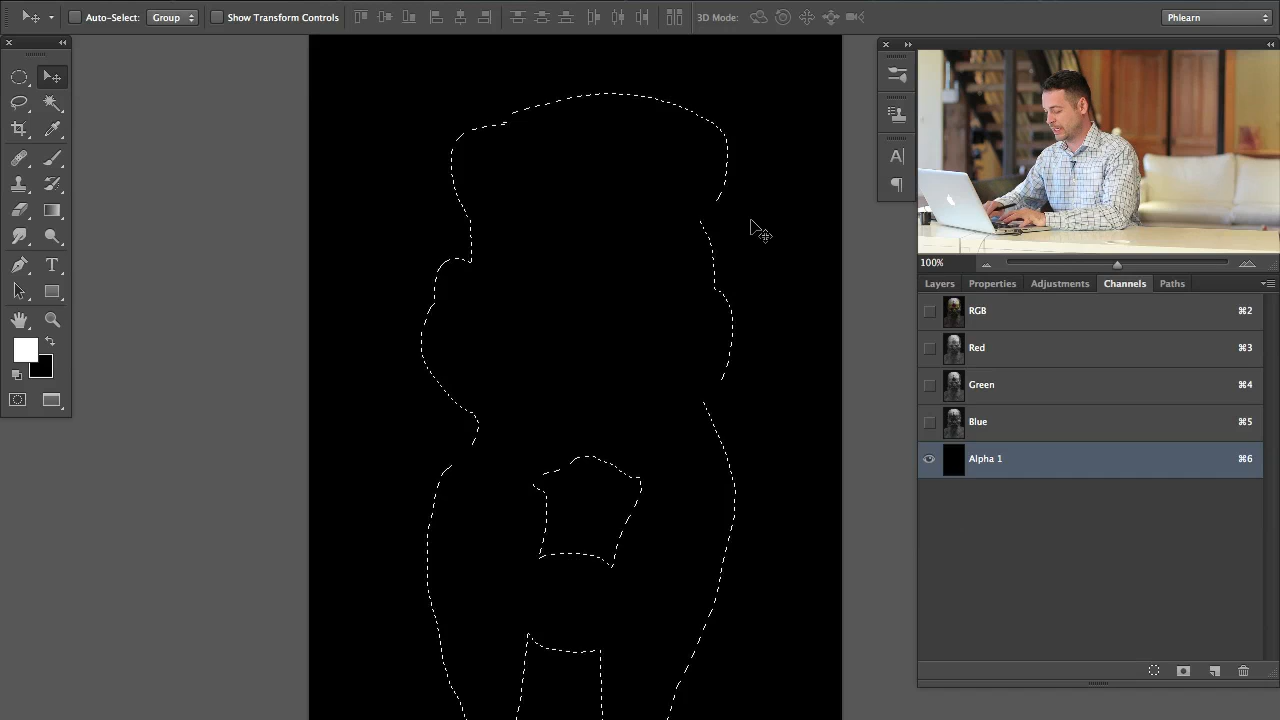 Auto-Select: Group Show Transform Controls 3D Mode: Phlearn
100%
Layers Properties Adjustments Channels Paths
RGB ⌘2
Red ⌘3
Green ⌘4
Blue ⌘5
Alpha 1 ⌘6